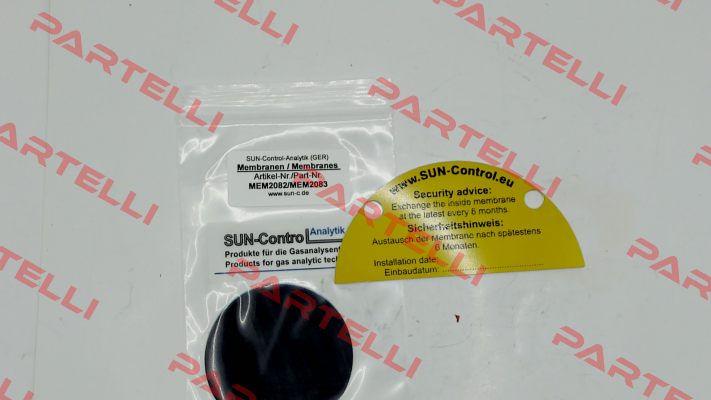 SUN-Control-Analytik (GER)
Membranen / Membranes
Artikel-Nr./Part-Nr.
MEM2082/MEM2083
www.sun-c.de
SUN-Control Analytik
Produkte für die Gasanalysent
Products for gas analytic tech
www.SUN-Control.eu
Security advice:
Exchange the inside membrane
at the latest every 6 months.
Sicherheitshinweis:
Austausch der Membrane nach spätestens
6 Monaten.
Installation date:
Einbaudatum:
PARTELLI
PARTELLI
PARTELLI
PARTELLI
PARTELLI
PARTELLI
PARTELLI
PARTELLI